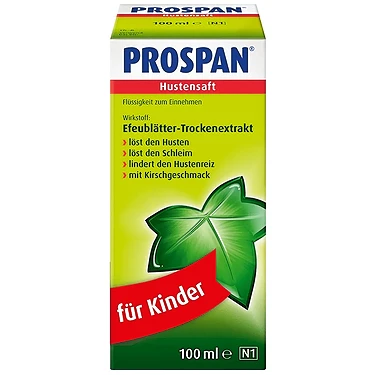 100 ml e N1
PROSPAN®
Hustensaft
Flüssigkeit zum Einnehmen
Wirkstoff:
Efeublätter-Trockenextrakt
› löst den Husten
› löst den Schleim
› lindert den Hustenreiz
› mit Kirschgeschmack
für Kinder
100 ml e N1